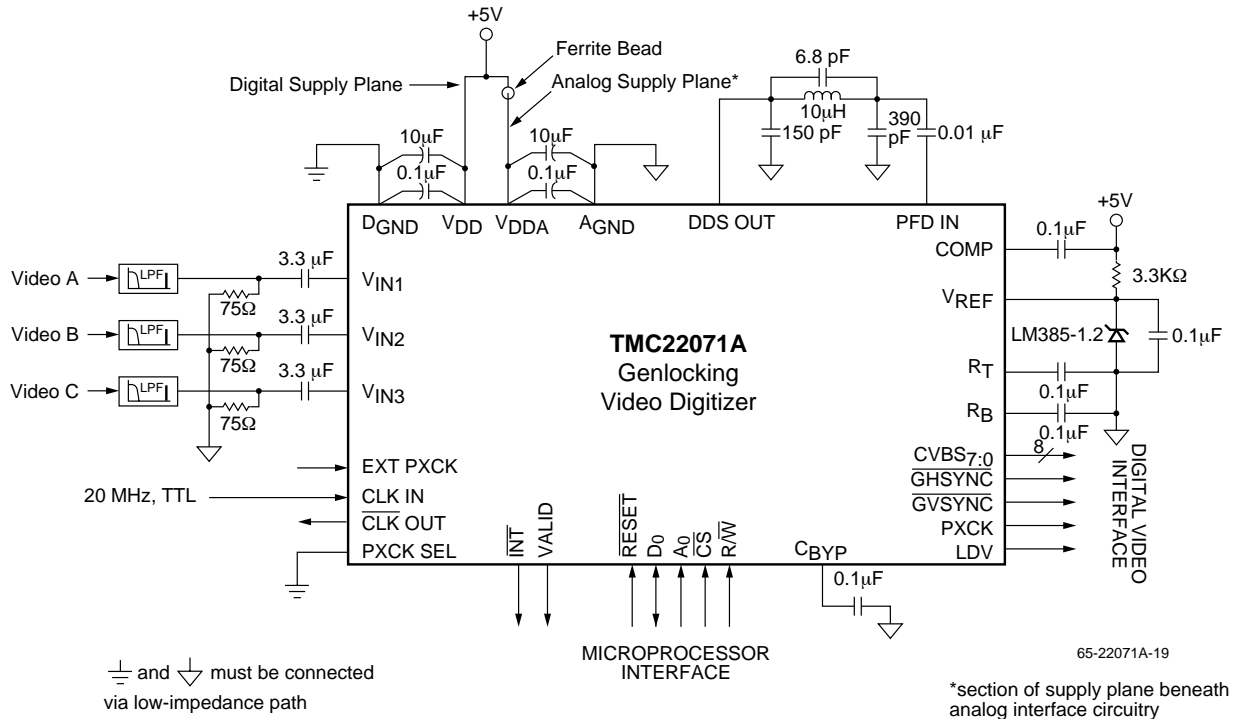 +5V
Ferrite Bead
Digital Supply Plane
Analog Supply Plane*
6.8 pF
10µH
150 pF
390 pF
0.01 µF
10µF
10µF
0.1µF
0.1µF
DGND
VDD
VDDA
AGND
DDS OUT
PFD IN
+5V
COMP
0.1µF
3.3KΩ
VREF
LM385-1.2
0.1µF
RT
0.1µF
RB
0.1µF
Video A
LPF
75Ω
3.3 µF
VIN1
Video B
LPF
75Ω
3.3 µF
VIN2
Video C
LPF
75Ω
3.3 µF
VIN3
TMC22071A
Genlocking
Video Digitizer
EXT PXCK
20 MHz, TTL
CLK IN
CLK OUT
PXCK SEL
INT
VALID
RESET
D0
A0
CS
R/W
CBYP
0.1µF
CVBS7:0
8
GHSYNC
GVSYNC
PXCK
LDV
DIGITAL VIDEO
INTERFACE
MICROPROCESSOR
INTERFACE
and must be connected
via low-impedance path
65-22071A-19
*section of supply plane beneath
analog interface circuitry